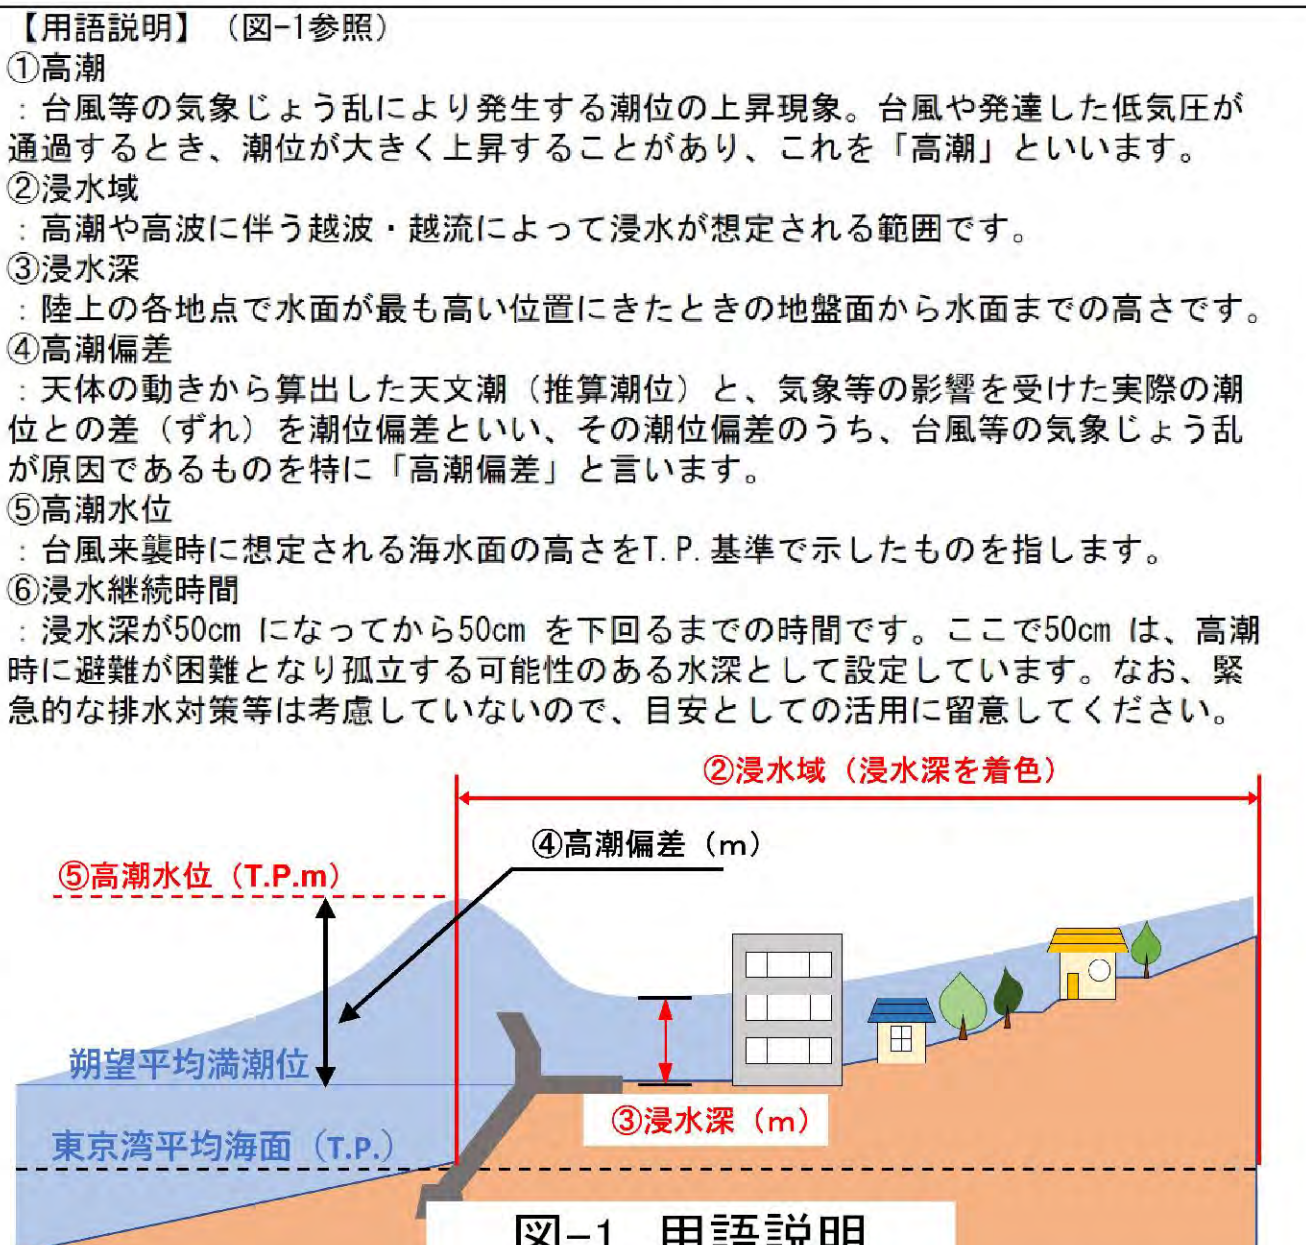 【用語説明】（図-1参照）
①高潮
：台風等の気象じょう乱により発生する潮位の上昇現象。台風や発達した低気圧が
通過するとき、潮位が大きく上昇することがあり、これを「高潮」といいます。
②浸水域
：高潮や高波に伴う越波・越流によって浸水が想定される範囲です。
③浸水深
：陸上の各地点で水面が最も高い位置にきたときの地盤面から水面までの高さです。
④高潮偏差
：天体の動きから算出した天文潮（推算潮位）と、気象等の影響を受けた実際の潮
位との差（ずれ）を潮位偏差といい、その潮位偏差のうち、台風等の気象じょう乱
が原因であるものを特に「高潮偏差」と言います。
⑤高潮水位
：台風来襲時に想定される海水面の高さをT.P.基準で示したものを指します。
⑥浸水継続時間
：浸水深が50cm になってから50cm を下回るまでの時間です。ここで50cm は、高潮
時に避難が困難となり孤立する可能性のある水深として設定しています。なお、緊
急的な排水対策等は考慮していないので、目安としての活用に留意してください。
②浸水域（浸水深を着色）
④高潮偏差（m）
⑤高潮水位（T.P.m）
朔望平均満潮位
③浸水深（m）
東京湾平均海面（T.P.）
図-1 用語説明